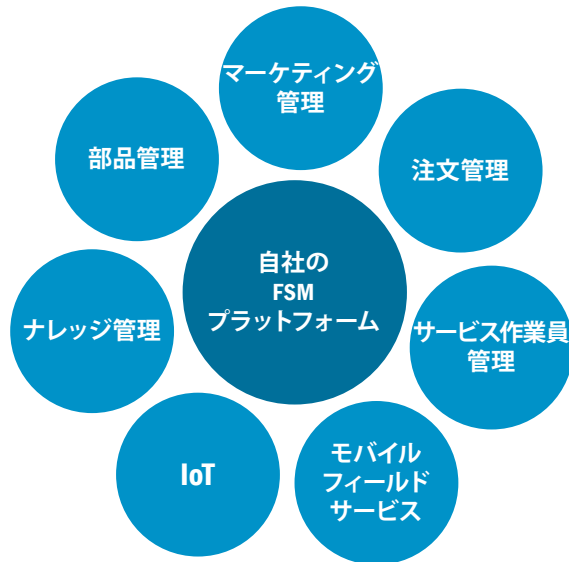 マーケティング
管理
部品管理
注文管理
自社の
FSM
プラットフォーム
ナレッジ管理
サービス作業員
管理
IoT
モバイル
フィールド
サービス